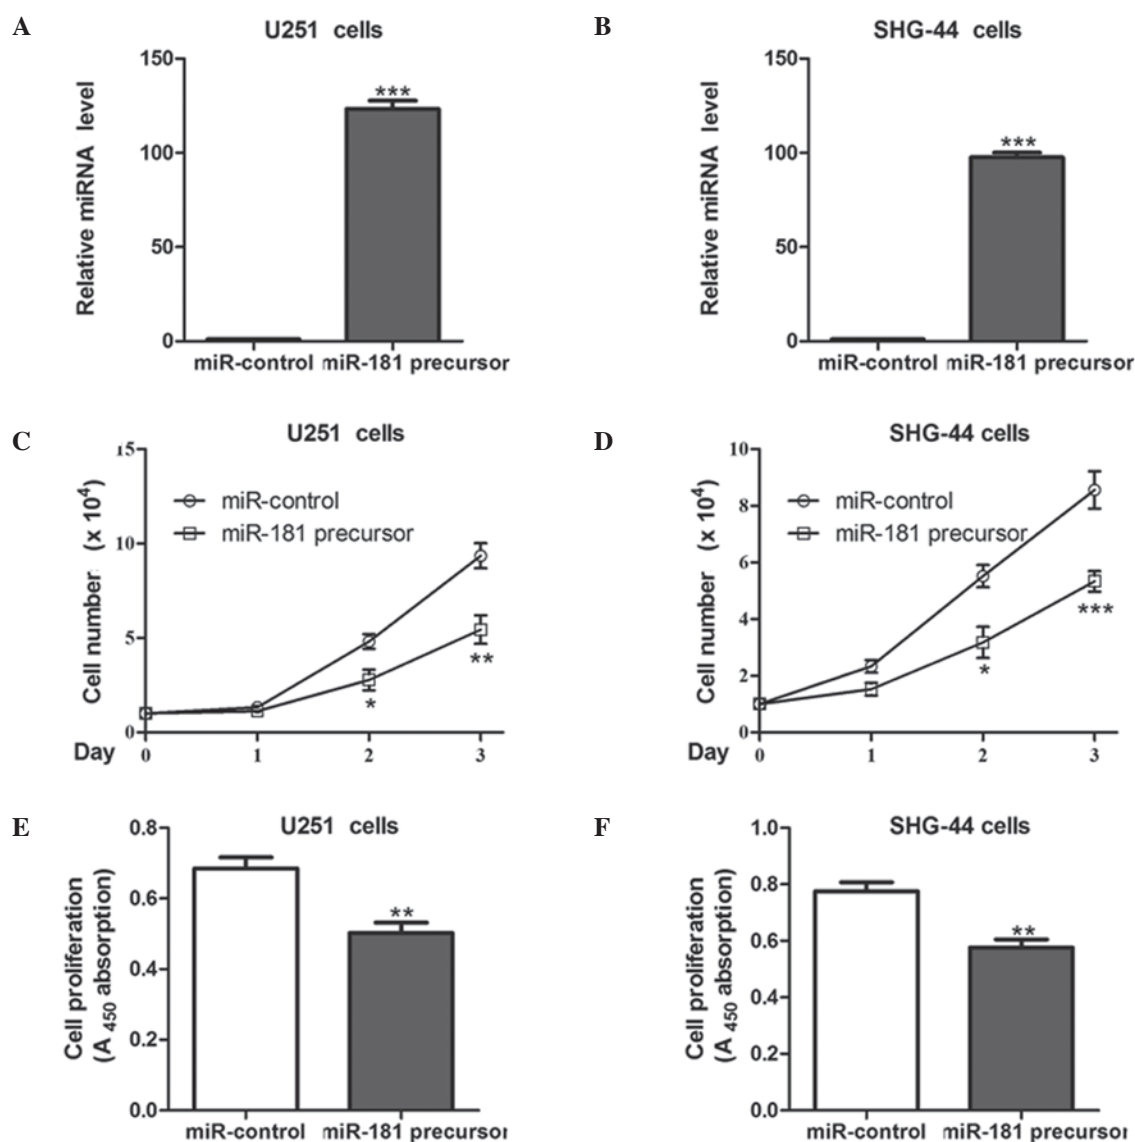 A
U251 cells
150
100
50
0
Relative miRNA level
***
miR-control
miR-181 precursor
B
SHG-44 cells
150
100
50
0
Relative miRNA level
***
miR-control
miR-181 precursor
C
U251 cells
15
10
5
0
Cell number (x 10⁴)
miR-control
miR-181 precursor
*
**
Day
0
1
2
3
D
SHG-44 cells
10
8
6
4
2
0
Cell number (x 10⁴)
miR-control
miR-181 precursor
*
***
Day
0
1
2
3
E
U251 cells
0.8
0.6
0.4
0.2
0.0
Cell proliferation
(A 450 absorption)
**
miR-control
miR-181 precursor
F
SHG-44 cells
1.0
0.8
0.6
0.4
0.2
0.0
Cell proliferation
(A 450 absorption)
**
miR-control
miR-181 precursor